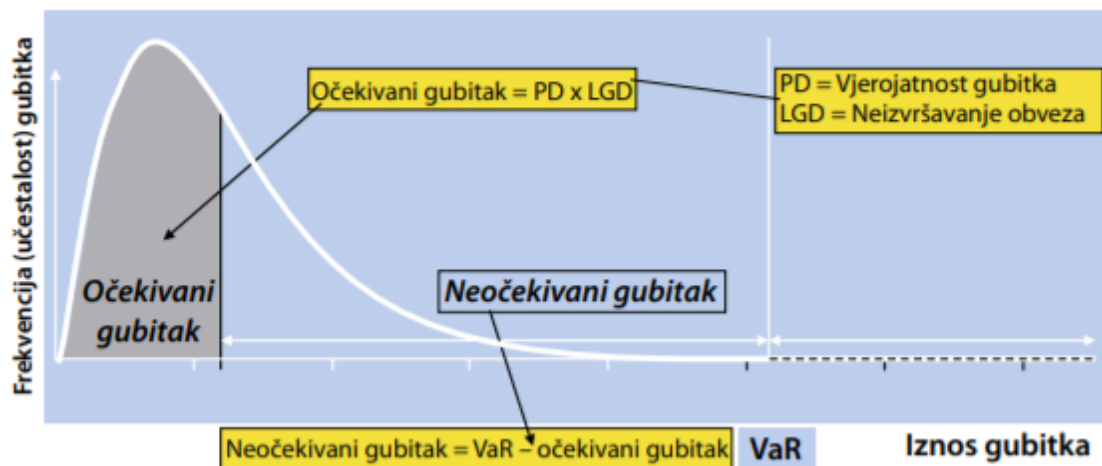 Frekvencija (učestalost) gubitka
Očekivani gubitak = PD x LGD
PD = Vjerojatnost gubitka
LGD = Neizvršavanje obveza
Očekivani
gubitak
Neočekivani gubitak
Neočekivani gubitak = VaR – očekivani gubitak
VaR
Iznos gubitka